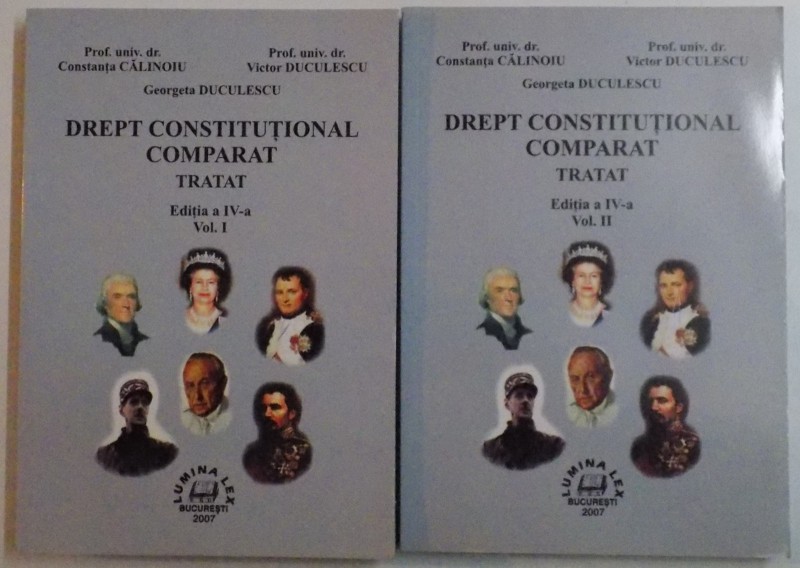 Prof. univ. dr.
Constanța CĂLINOIU
Prof. univ. dr.
Victor DUCULESCU
Georgeta DUCULESCU
DREPT CONSTITUȚIONAL
COMPARAT
TRATAT
Ediția a IV-a
Vol. I
LUMINA LEX
BUCUREȘTI
2007
Prof. univ. dr.
Constanța CĂLINOIU
Prof. univ. dr.
Victor DUCULESCU
Georgeta DUCULESCU
DREPT CONSTITUȚIONAL
COMPARAT
TRATAT
Ediția a IV-a
Vol. II
LUMINA LEX
BUCUREȘTI
2007